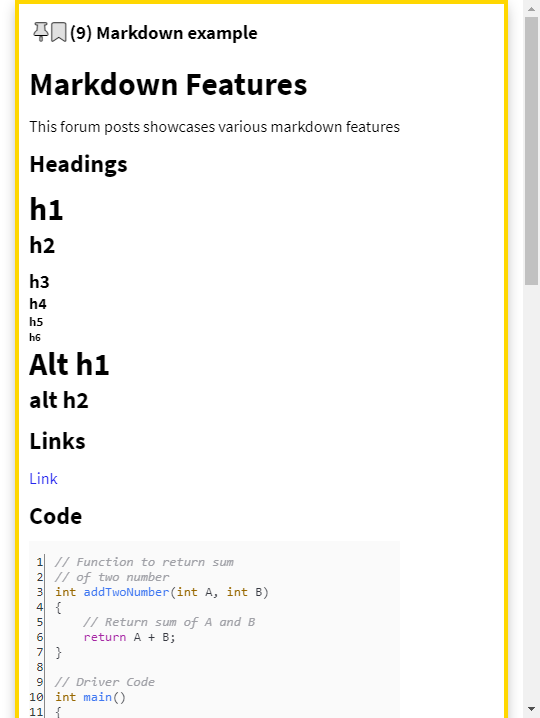 (9) Markdown example
Markdown Features
This forum posts showcases various markdown features
Headings
h1
h2
h3
h4
h5
h6
Alt h1
alt h2
Links
Link
Code
1 // Function to return sum
2 // of two number
3 int addTwoNumber(int A, int B)
4 {
5     // Return sum of A and B
6     return A + B;
7 }
8
9 // Driver Code
10 int main()
11 {